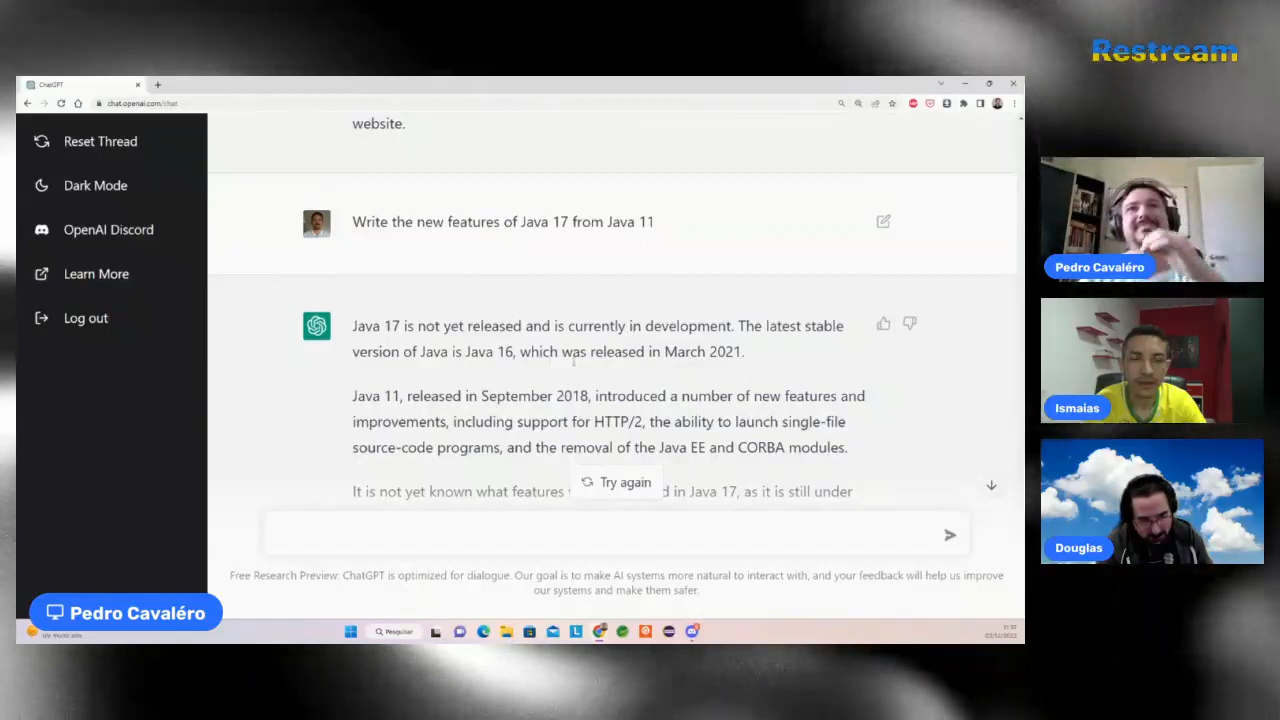 Restream
ChatGPT
chat.openai.com/chat
Reset Thread
Dark Mode
OpenAI Discord
Learn More
Log out
website.
Write the new features of Java 17 from Java 11
Java 17 is not yet released and is currently in development. The latest stable
version of Java is Java 16, which was released in March 2021.
Java 11, released in September 2018, introduced a number of new features and
improvements, including support for HTTP/2, the ability to launch single-file
source-code programs, and the removal of the Java EE and CORBA modules.
It is not yet known what features d in Java 17, as it is still under
Try again
Free Research Preview: ChatGPT is optimized for dialogue. Our goal is to make AI systems more natural to interact with, and your feedback will help us improve
our systems and make them safer.
Pedro Cavaléro
Pesquisar
11:37
03/12/2022
Pedro Cavaléro
Ismaias
Douglas